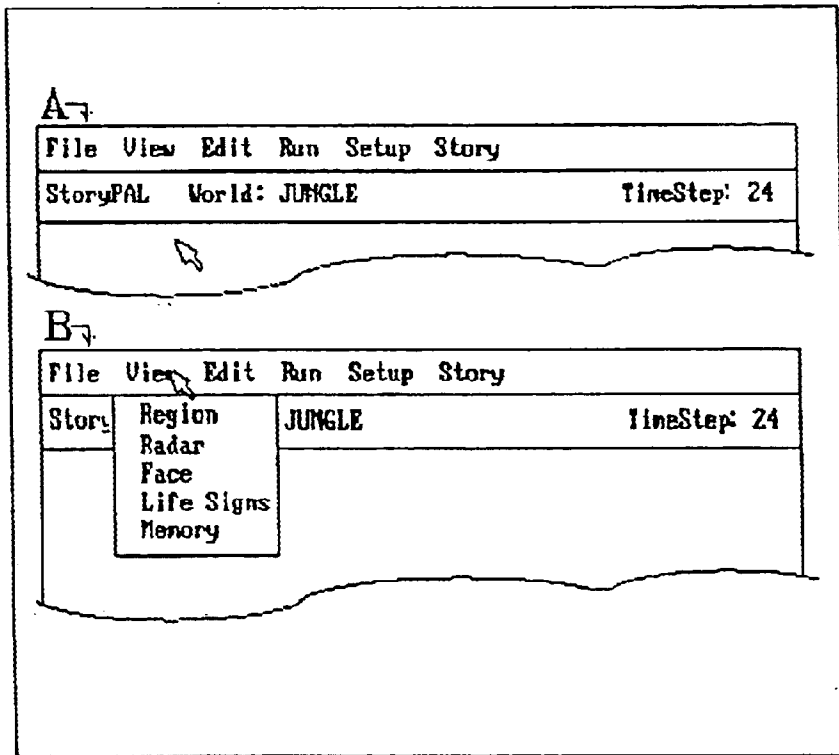 A
File View Edit Run Setup Story
StoryPAL World: JUNGLE TimeStep: 24
B
File View Edit Run Setup Story
Story JUNGLE TimeStep: 24
Region
Radar
Face
Life Signs
Memory